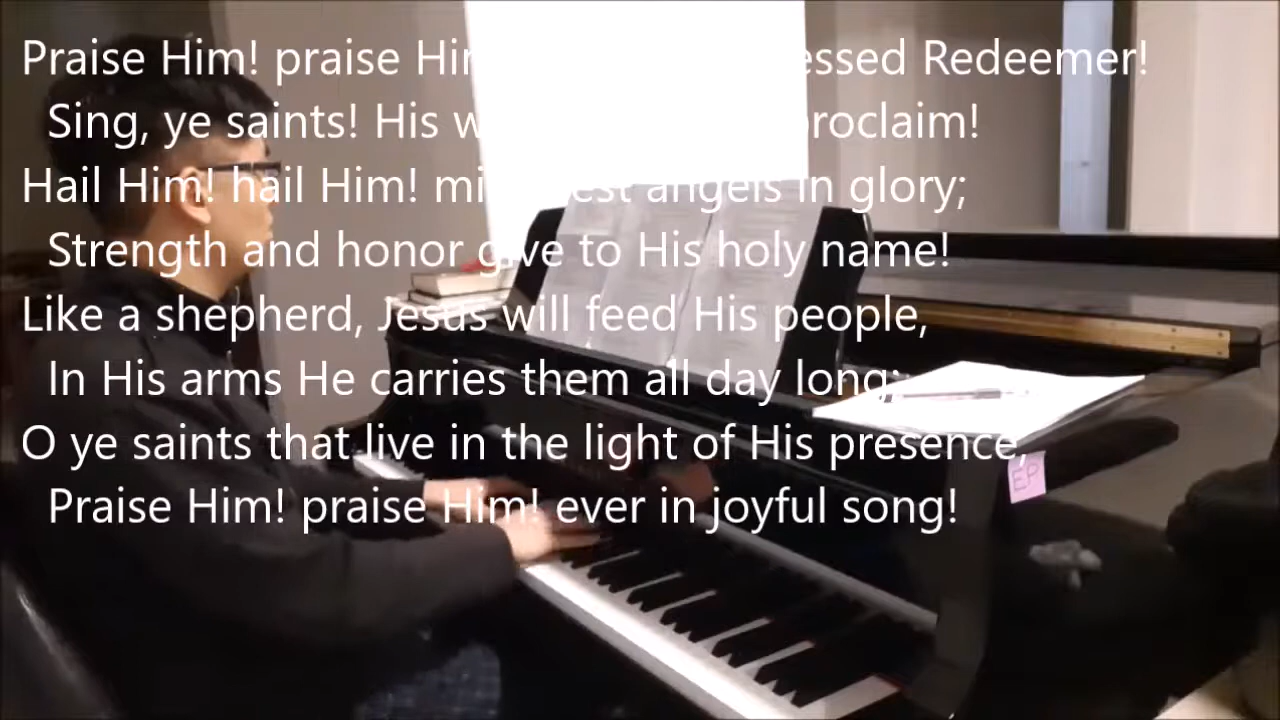 Praise Him! praise Him essed Redeemer!
Sing, ye saints! His proclaim!
Hail Him! hail Him! angels in glory;
Strength and honor give to His holy name!
Like a shepherd, Jesus will feed His people,
In His arms He carries them all day long;
O ye saints that live in the light of His presence,
Praise Him! praise Him! ever in joyful song!
EP